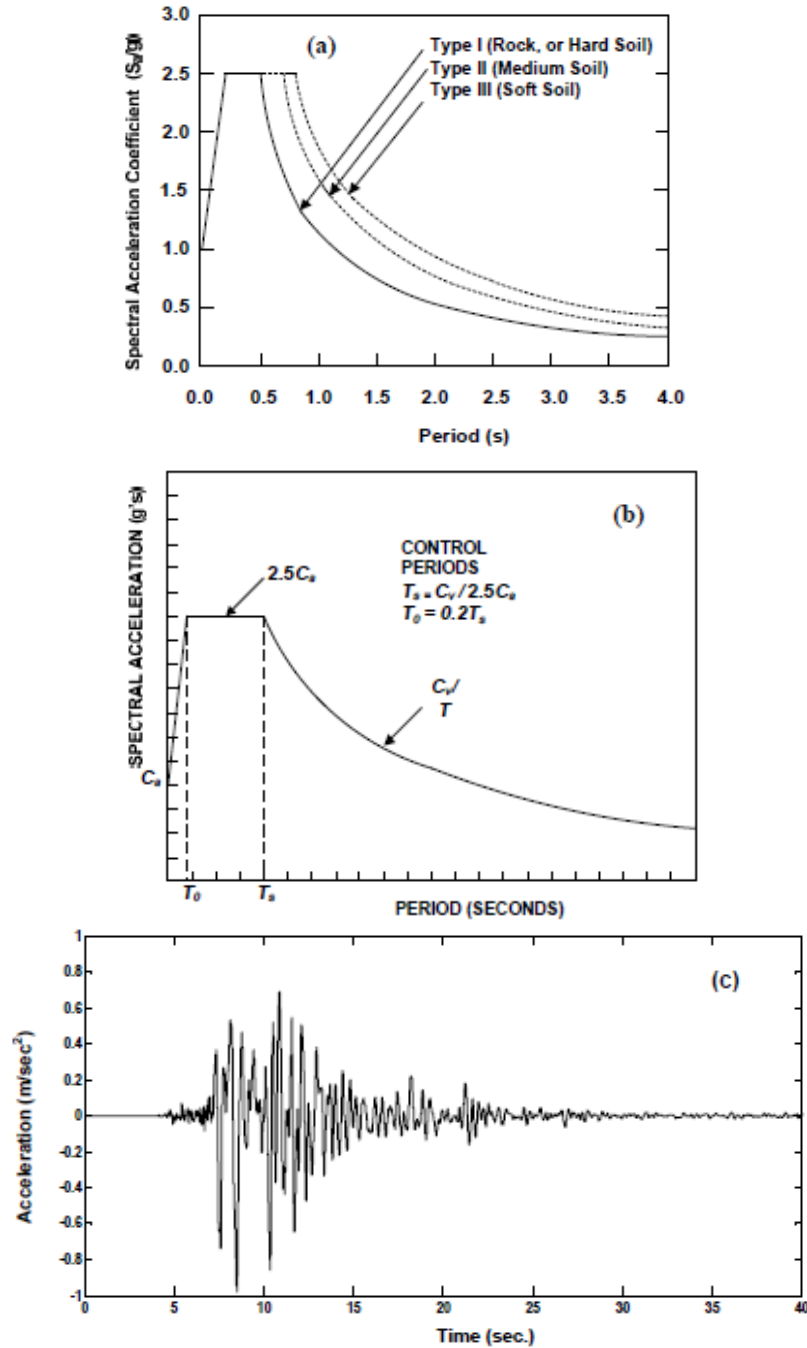 (a)
Type I (Rock, or Hard Soil)
Type II (Medium Soil)
Type III (Soft Soil)
Spectral Acceleration Coefficient (Sa/g)
3.0
2.5
2.0
1.5
1.0
0.5
0.0
0.0 0.5 1.0 1.5 2.0 2.5 3.0 3.5 4.0
Period (s)
(b)
SPECTRAL ACCELERATION (g's)
2.5Ca
CONTROL
PERIODS
Ts = Cv / 2.5Ca
T0 = 0.2Ts
Cv/
T
Ca
T0 Ts
PERIOD (SECONDS)
(c)
Acceleration (m/sec²)
1
0.8
0.6
0.4
0.2
0
-0.2
-0.4
-0.6
-0.8
-1
0 5 10 15 20 25 30 35 40
Time (sec.)